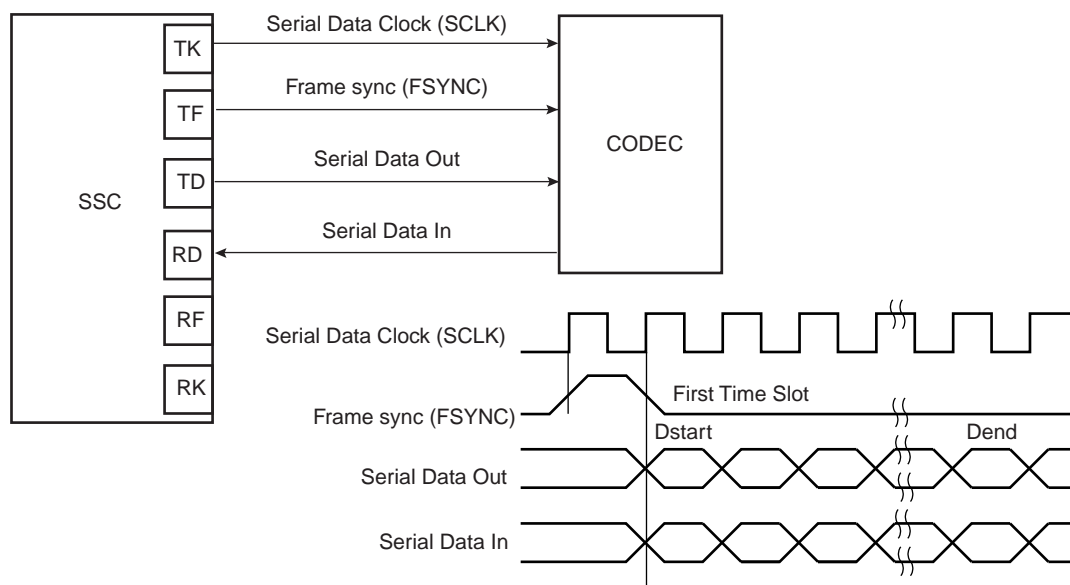 Serial Data Clock (SCLK)
TK
Frame sync (FSYNC)
TF
CODEC
Serial Data Out
TD
SSC
Serial Data In
RD
RF
Serial Data Clock (SCLK)
RK
First Time Slot
Frame sync (FSYNC)
Dstart
Dend
Serial Data Out
Serial Data In